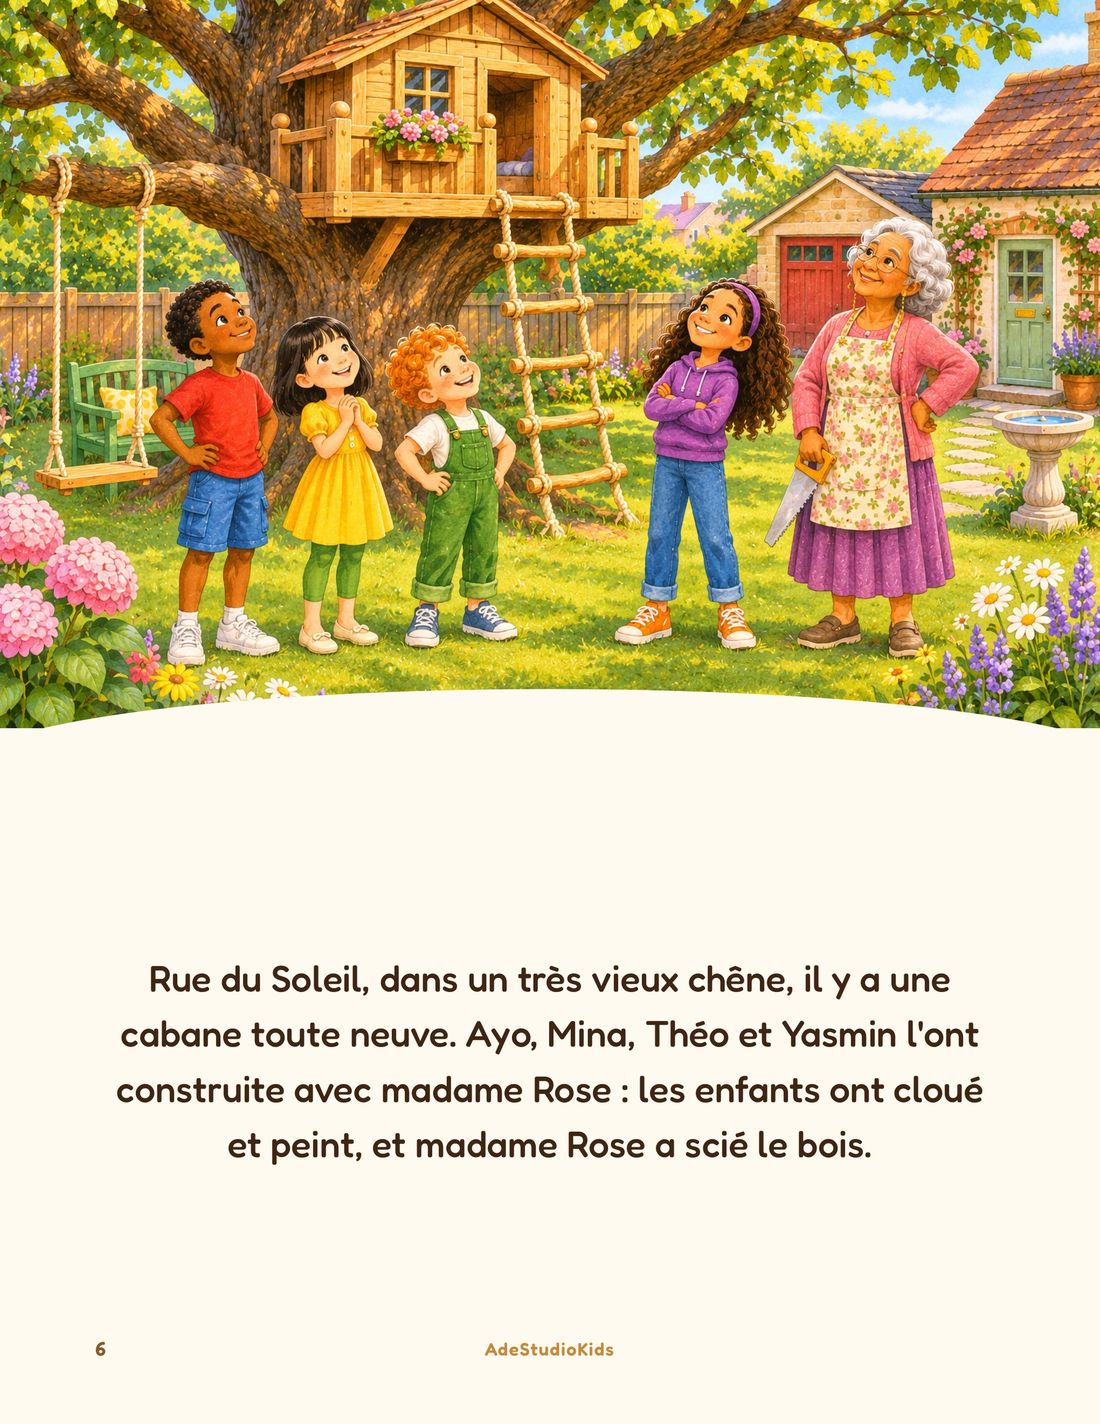 Rue du Soleil, dans un très vieux chêne, il y a une
cabane toute neuve. Ayo, Mina, Théo et Yasmin l'ont
construite avec madame Rose : les enfants ont cloué
et peint, et madame Rose a scié le bois.
6
AdeStudioKids